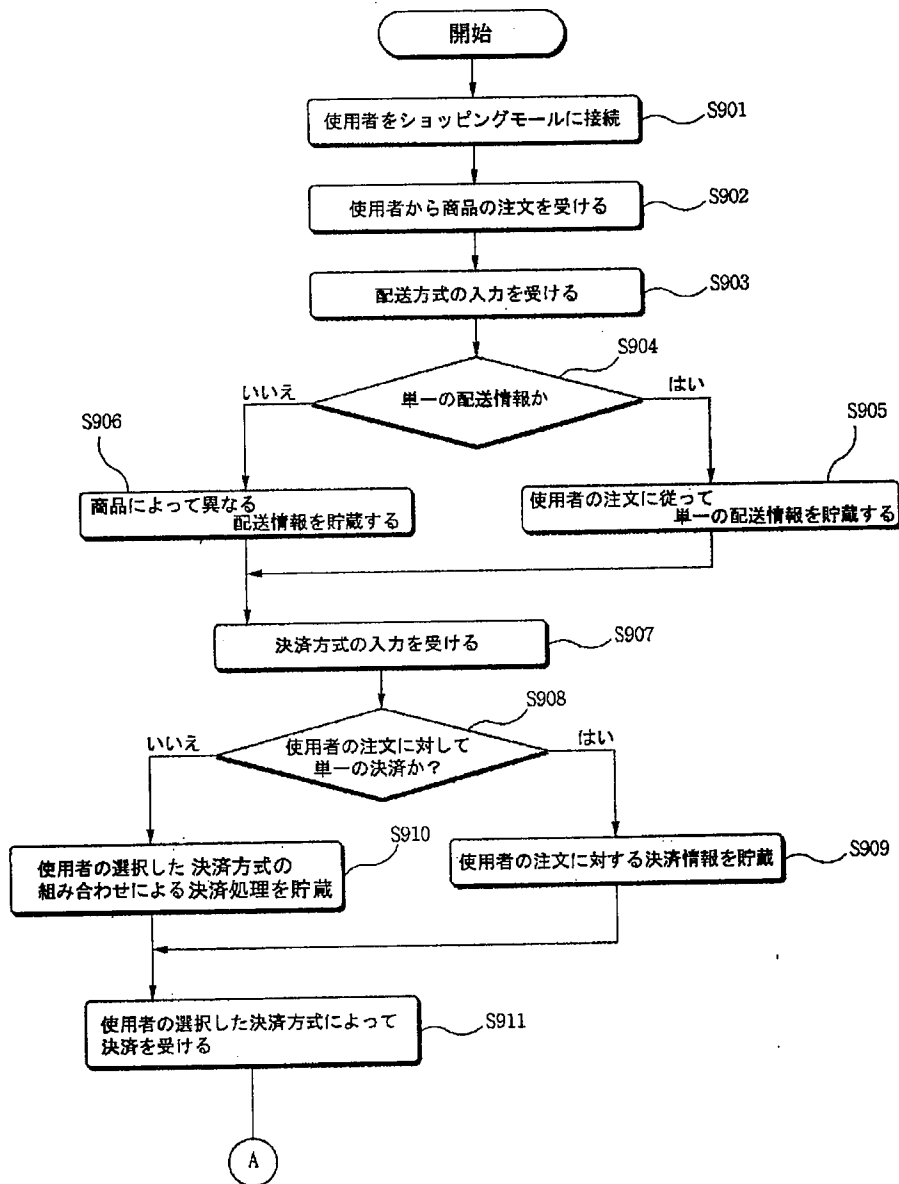 開始
使用者をショッピングモールに接続
S901
使用者から商品の注文を受ける
S902
配送方式の入力を受ける
S903
S904
単一の配送情報か
いいえ
はい
S906
S905
商品によって異なる
配送情報を貯蔵する
使用者の注文に従って
単一の配送情報を貯蔵する
決済方式の入力を受ける
S907
S908
使用者の注文に対して
単一の決済か?
いいえ
はい
S910
使用者の選択した決済方式の
組み合わせによる決済処理を貯蔵
使用者の注文に対する決済情報を貯蔵
S909
使用者の選択した決済方式によって
決済を受ける
S911
A